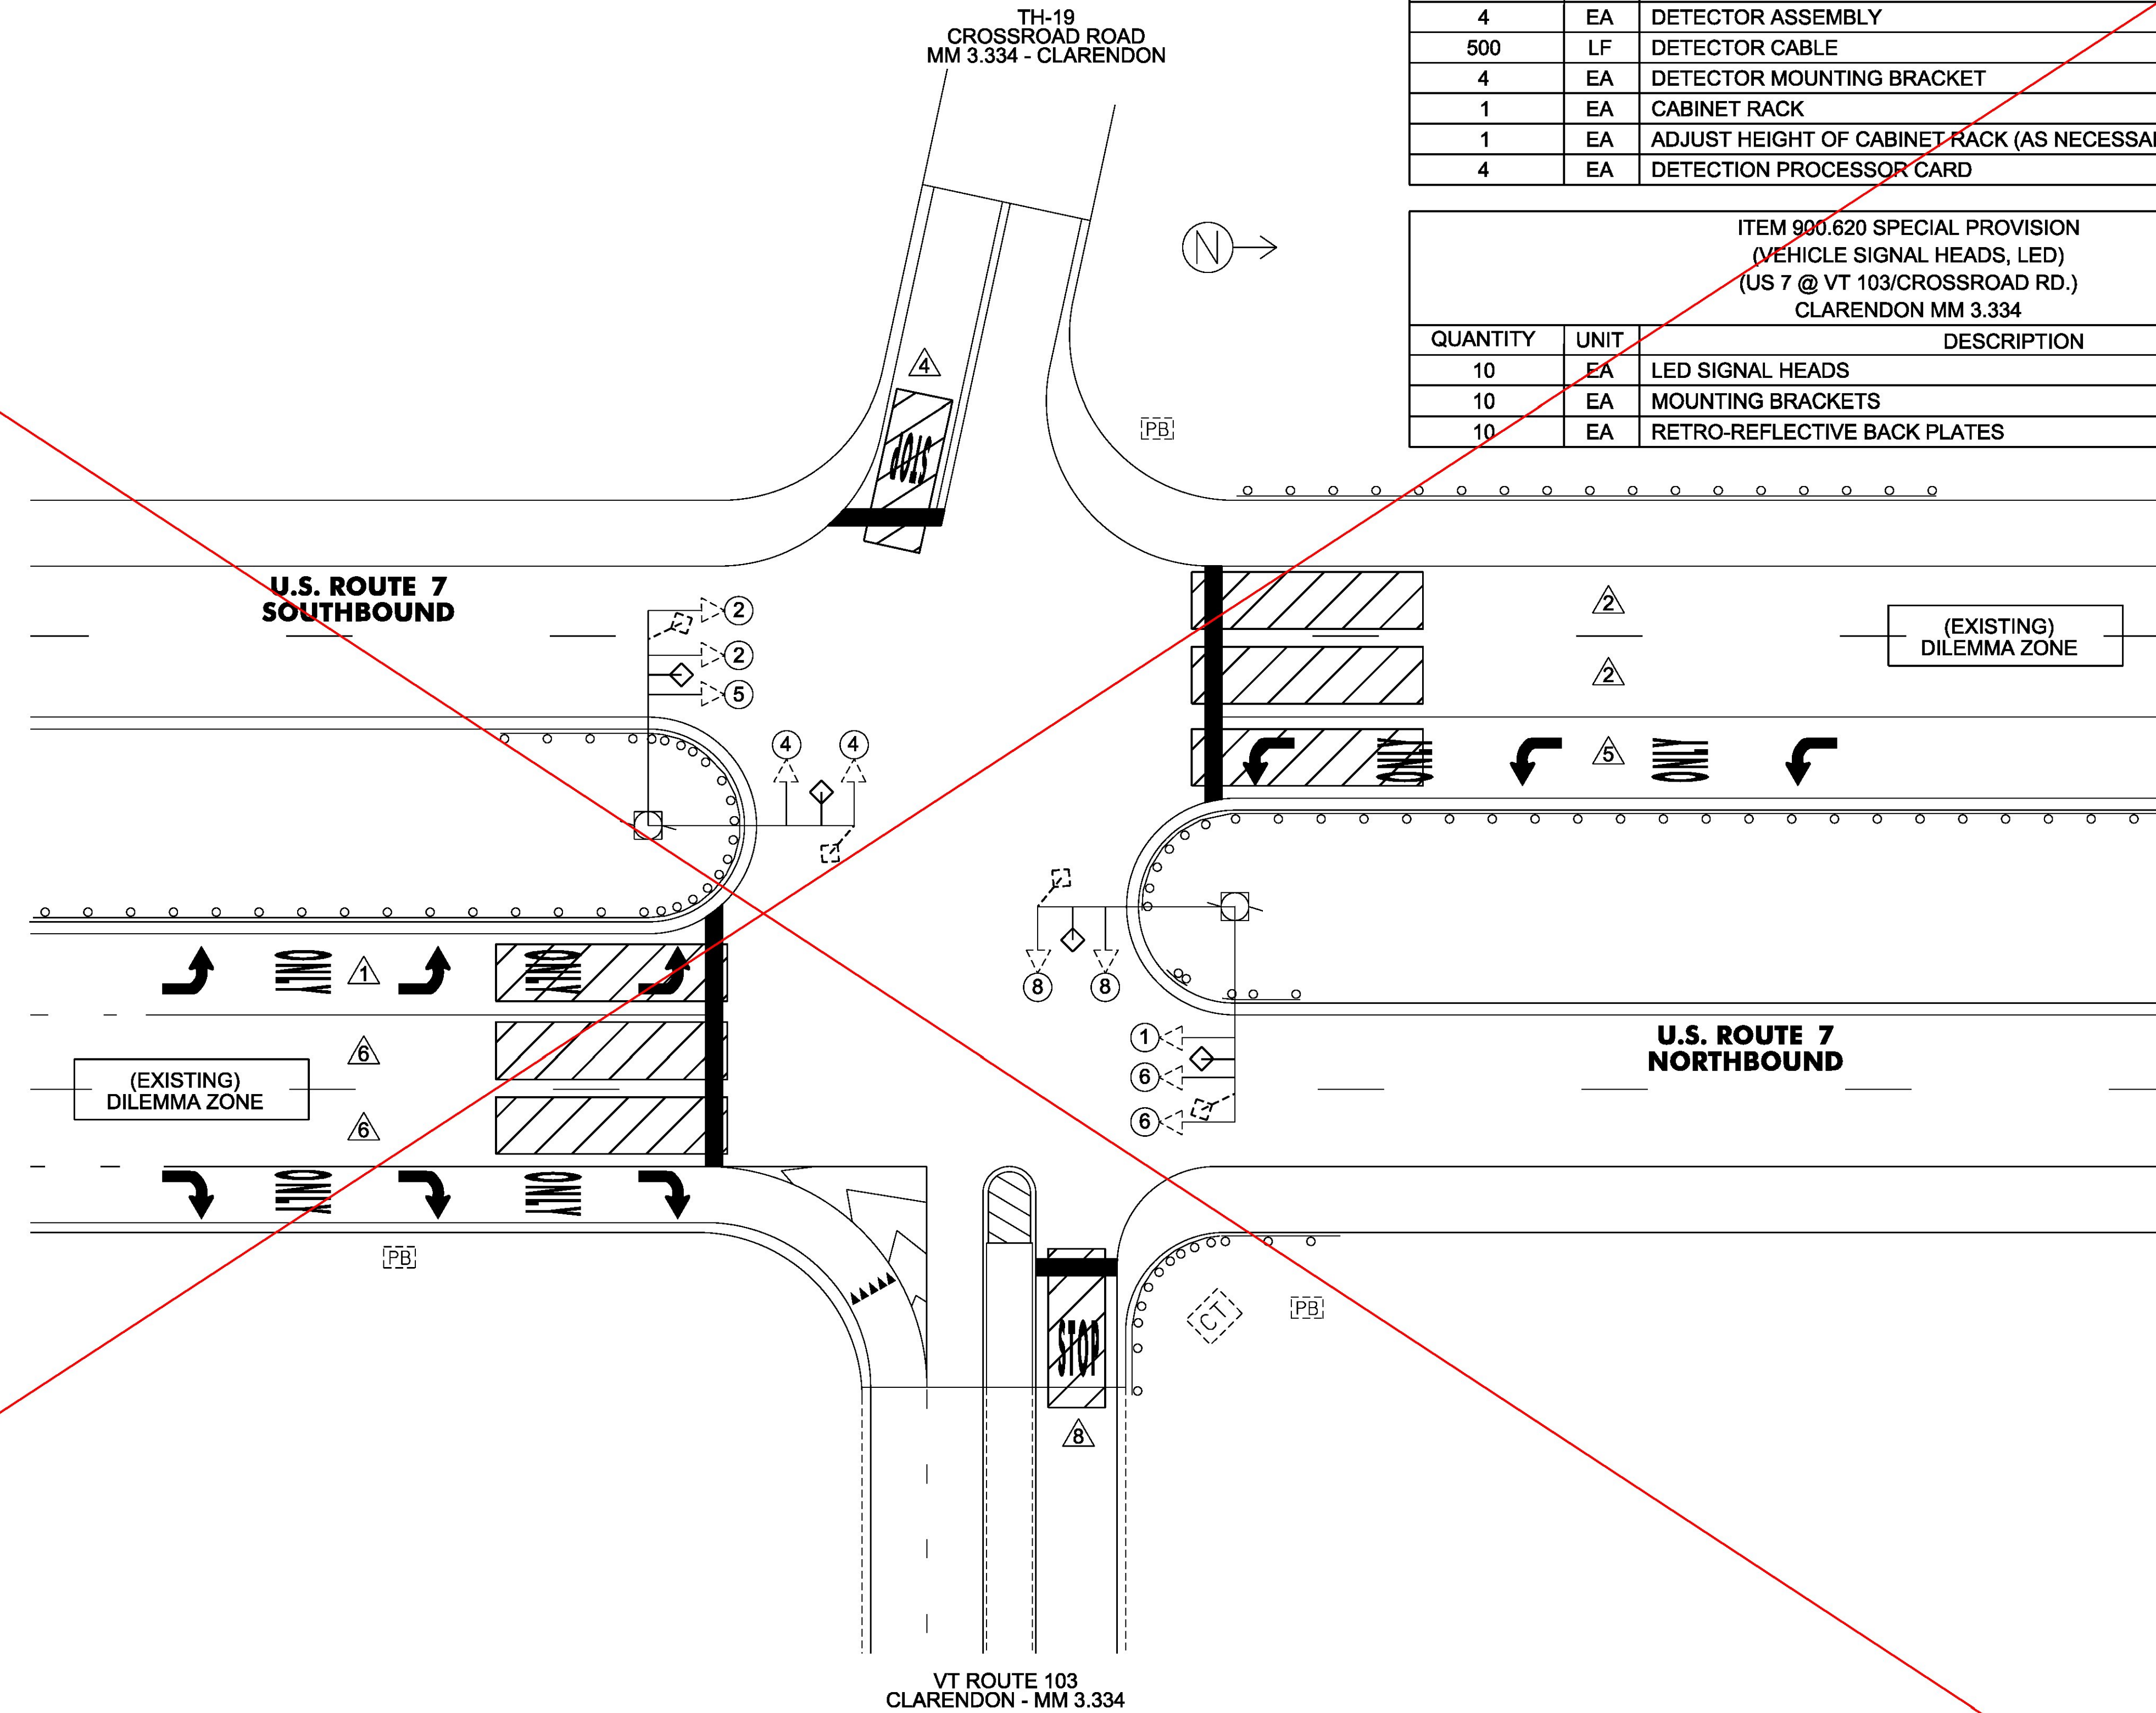 TH-19
CROSSROAD ROAD
MM 3.334 - CLARENDON
4 EA DETECTOR ASSEMBLY
500 LF DETECTOR CABLE
4 EA DETECTOR MOUNTING BRACKET
1 EA CABINET RACK
1 EA ADJUST HEIGHT OF CABINET RACK (AS NECESSA
4 EA DETECTION PROCESSOR CARD
ITEM 900.620 SPECIAL PROVISION
(VEHICLE SIGNAL HEADS, LED)
(US 7 @ VT 103/CROSSROAD RD.)
CLARENDON MM 3.334
QUANTITY UNIT DESCRIPTION
10 EA LED SIGNAL HEADS
10 EA MOUNTING BRACKETS
10 EA RETRO-REFLECTIVE BACK PLATES
N
4
STOP
PB
U.S. ROUTE 7
SOUTHBOUND
2
2
5
2
2
(EXISTING)
DILEMMA ZONE
5
ONLY
ONLY
4
4
8
8
ONLY
1
ONLY
6
6
(EXISTING)
DILEMMA ZONE
1
6
6
U.S. ROUTE 7
NORTHBOUND
ONLY
ONLY
PB
STOP
CT
PB
8
VT ROUTE 103
CLARENDON - MM 3.334